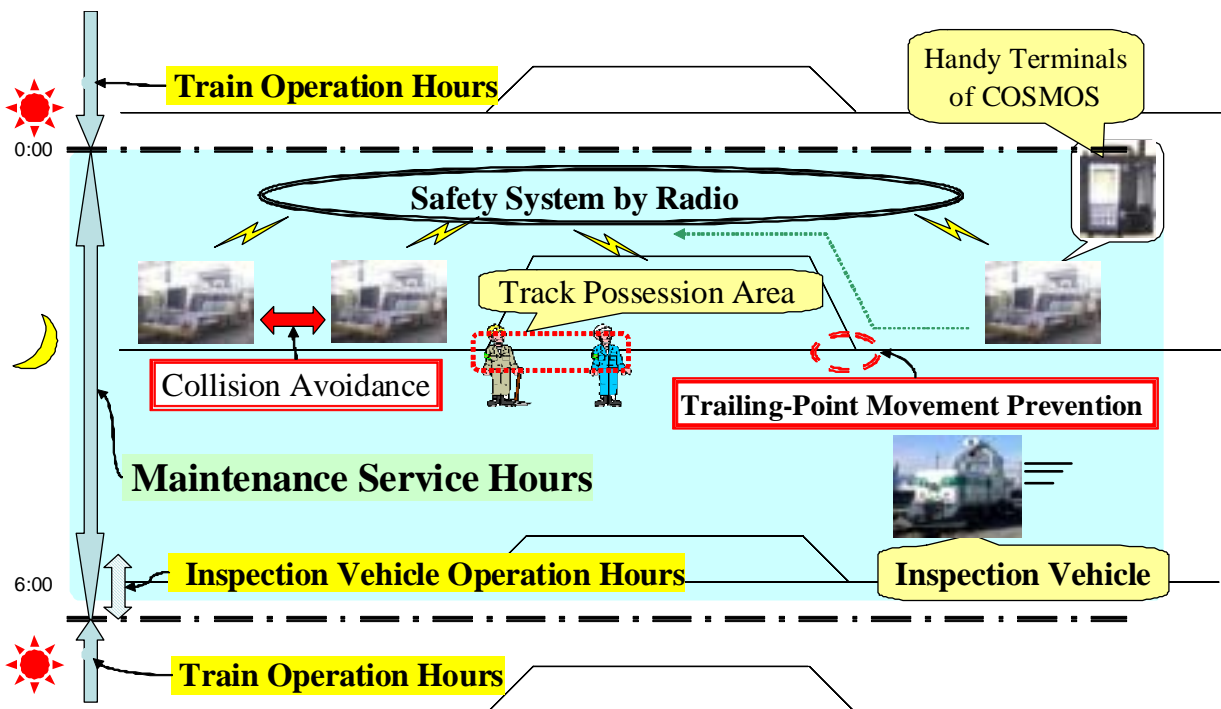 Train Operation Hours
Handy Terminals
of COSMOS
0:00
Safety System by Radio
Track Possession Area
Collision Avoidance
Trailing-Point Movement Prevention
Maintenance Service Hours
Inspection Vehicle Operation Hours
Inspection Vehicle
6:00
Train Operation Hours